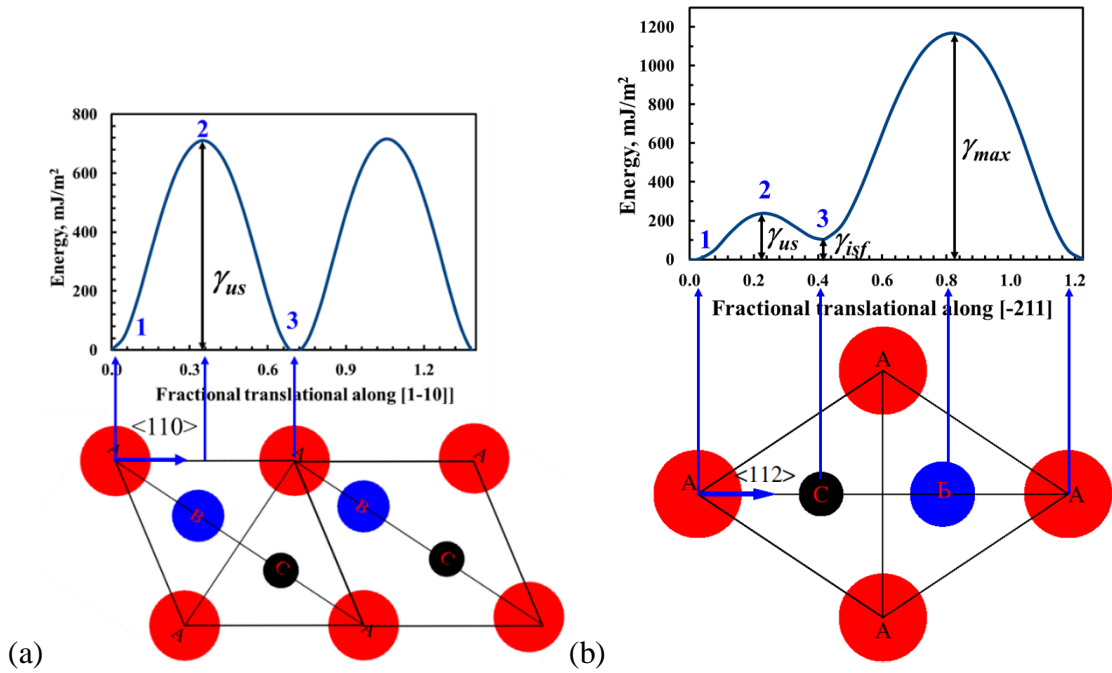 800
600
400
200
0
Energy, mJ/m²
2
γus
1
3
0.0 0.3 0.6 0.9 1.2
Fractional translational along [1-10]]
<110>
A A A
B B
C C
A A
(a)
1200
1000
800
600
400
200
0
Energy, mJ/m²
2
3
1
γus
γisf
γmax
0.0 0.2 0.4 0.6 0.8 1.0 1.2
Fractional translational along [-211]
A
<112>
A C Б A
A
(b)